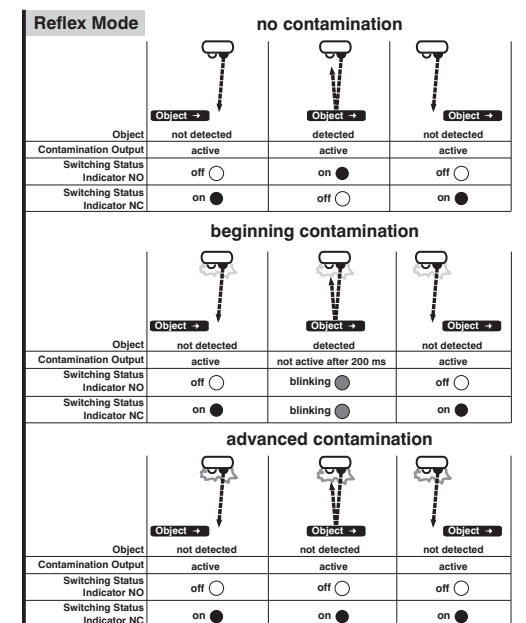 Reflex Mode
no contamination
Object → Object → Object →
Object not detected detected not detected
Contamination Output active active active
Switching Status
Indicator NO off on off
Switching Status
Indicator NC on off on
beginning contamination
Object → Object → Object →
Object not detected detected not detected
Contamination Output active not active after 200 ms active
Switching Status
Indicator NO off blinking off
Switching Status
Indicator NC on blinking on
advanced contamination
Object → Object → Object →
Object not detected not detected not detected
Contamination Output active active active
Switching Status
Indicator NO off off off
Switching Status
Indicator NC on on on